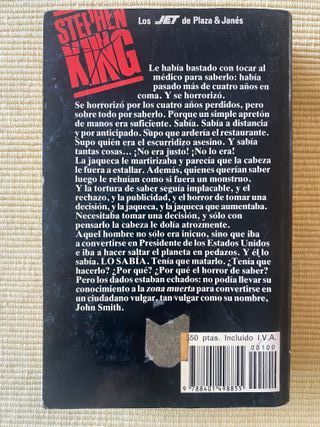 STEPHEN
KING
Los JET de Plaza & Janés
Le había bastado con tocar al
médico para saberlo: había
pasado más de cuatro años en
coma. Y se horrorizó.
Se horrorizó por los cuatro años perdidos, pero
sobre todo por saberlo. Porque un simple apretón
de manos era suficiente. Sabía. Sabía a distancia
y por anticipado. Supo que ardería el restaurante.
Supo quién era el escurridizo asesino. Y sabía
tantas cosas... ¡No era justo! ¡No lo era!
La jaqueca le martirizaba y parecía que la cabeza
le fuera a estallar. Además, quienes querían saber
luego le rehuían como si fuera un monstruo.
Y la tortura de saber seguía implacable, y el
rechazo, y la publicidad, y el horror de tomar una
decisión, y la jaqueca, y la jaqueca que aumentaba.
Necesitaba tomar una decisión, y sólo con
pensarlo la cabeza le dolía atrozmente.
Aquel hombre no sólo era inicuo, sino que iba
a convertirse en Presidente de los Estados Unidos
e iba a hacer saltar el planeta en pedazos. Y él lo
sabía. LO SABÍA. Tenía que matarlo. ¿Tenía que
hacerlo? ¿Por qué? ¿Por qué el horror de saber?
Pero los dados estaban echados: no podía llevar su
conocimiento a la zona muerta para convertirse en
un ciudadano vulgar, tan vulgar como su nombre,
John Smith.
550 ptas. Incluido I.V.A.
00100
9 788401 498855